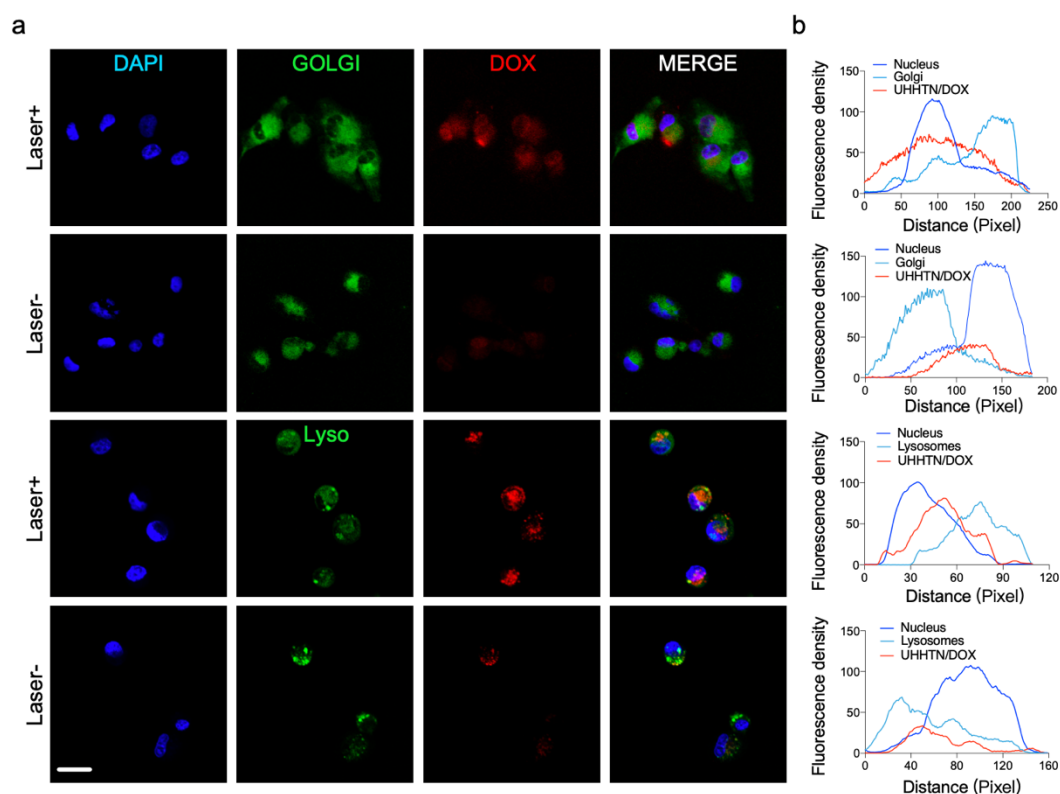 a
b
DAPI GOLGI DOX MERGE
Laser+
Laser-
Lyso
Laser+
Laser-
Nucleus
Golgi
UHHTN/DOX
Fluorescence density
150
100
50
0
0 50 100 150 200 250
Distance (Pixel)
Nucleus
Golgi
UHHTN/DOX
Fluorescence density
150
100
50
0
0 50 100 150 200
Distance (Pixel)
Nucleus
Lysosomes
UHHTN/DOX
Fluorescence density
150
100
50
0
0 30 60 90 120
Distance (Pixel)
Nucleus
Lysosomes
UHHTN/DOX
Fluorescence density
150
100
50
0
0 40 80 120 160
Distance (Pixel)